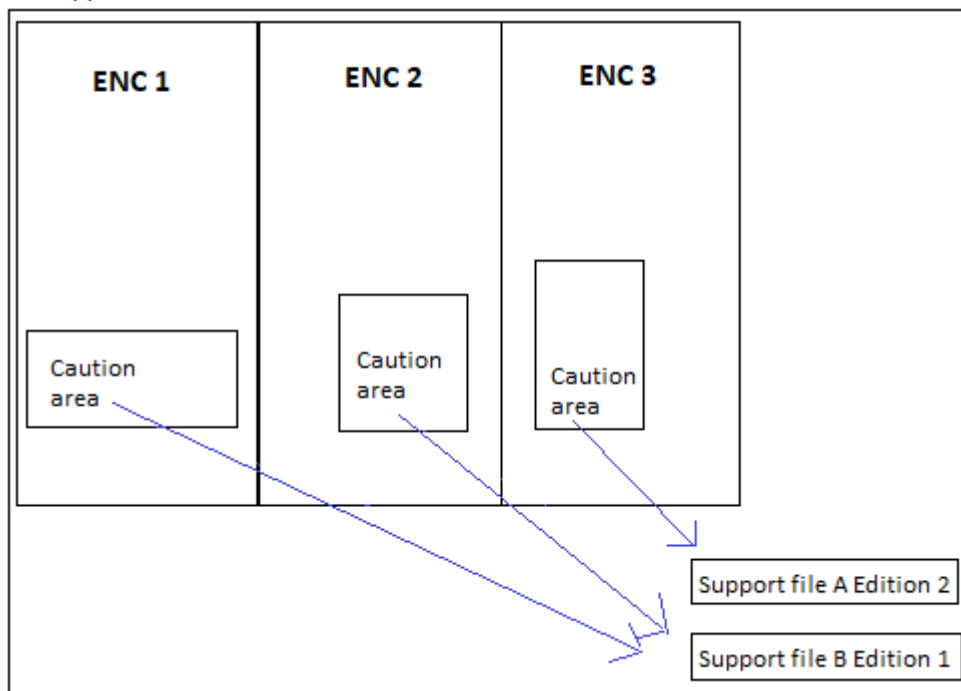 ENC 1
ENC 2
ENC 3
Caution
area
Caution
area
Caution
area
Support file A Edition 2
Support file B Edition 1